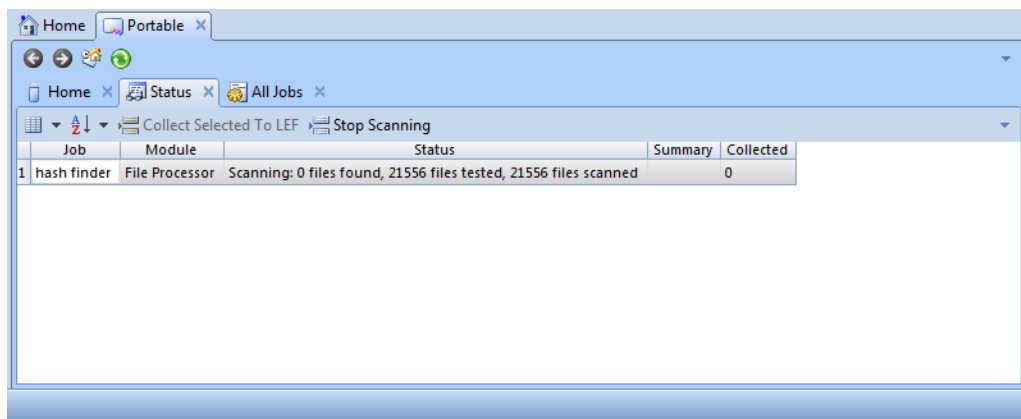 Home Portable
Home Status All Jobs
Collect Selected To LEF Stop Scanning
Job Module Status Summary Collected
1 hash finder File Processor Scanning: 0 files found, 21556 files tested, 21556 files scanned 0